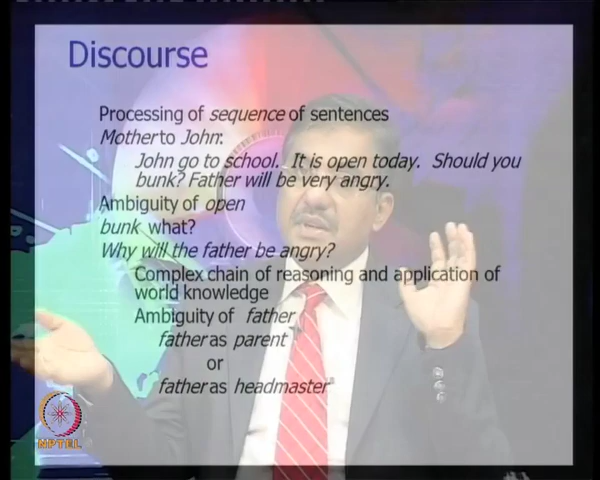 Discourse
Processing of sequence of sentences
Mother to John:
John go to school. It is open today. Should you
bunk? Father will be very angry.
Ambiguity of open
bunk what?
Why will the father be angry?
Complex chain of reasoning and application of
world knowledge
Ambiguity of father
father as parent
or
father as headmaster
NPTEL